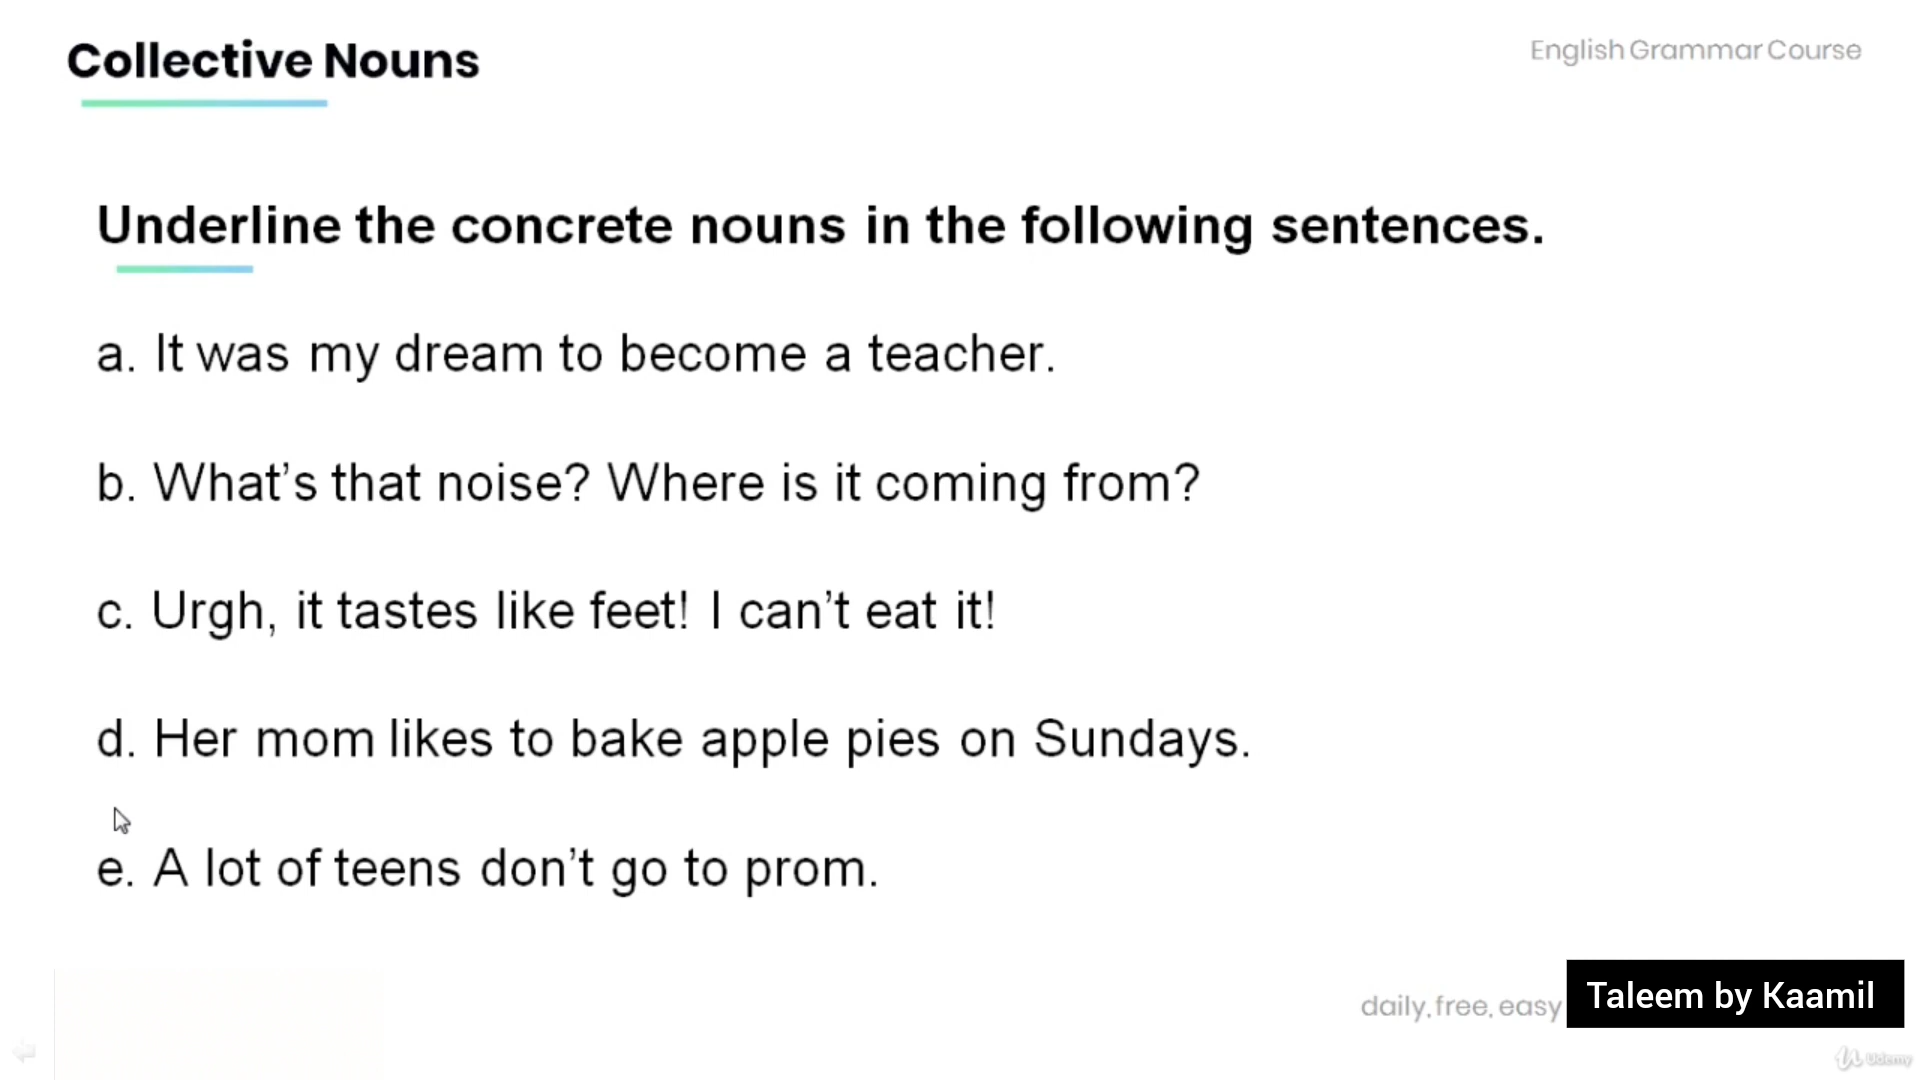 Collective Nouns
English Grammar Course
Underline the concrete nouns in the following sentences.
a. It was my dream to become a teacher.
b. What’s that noise? Where is it coming from?
c. Urgh, it tastes like feet! I can’t eat it!
d. Her mom likes to bake apple pies on Sundays.
e. A lot of teens don’t go to prom.
daily, free, easy
Taleem by Kaamil
Udemy